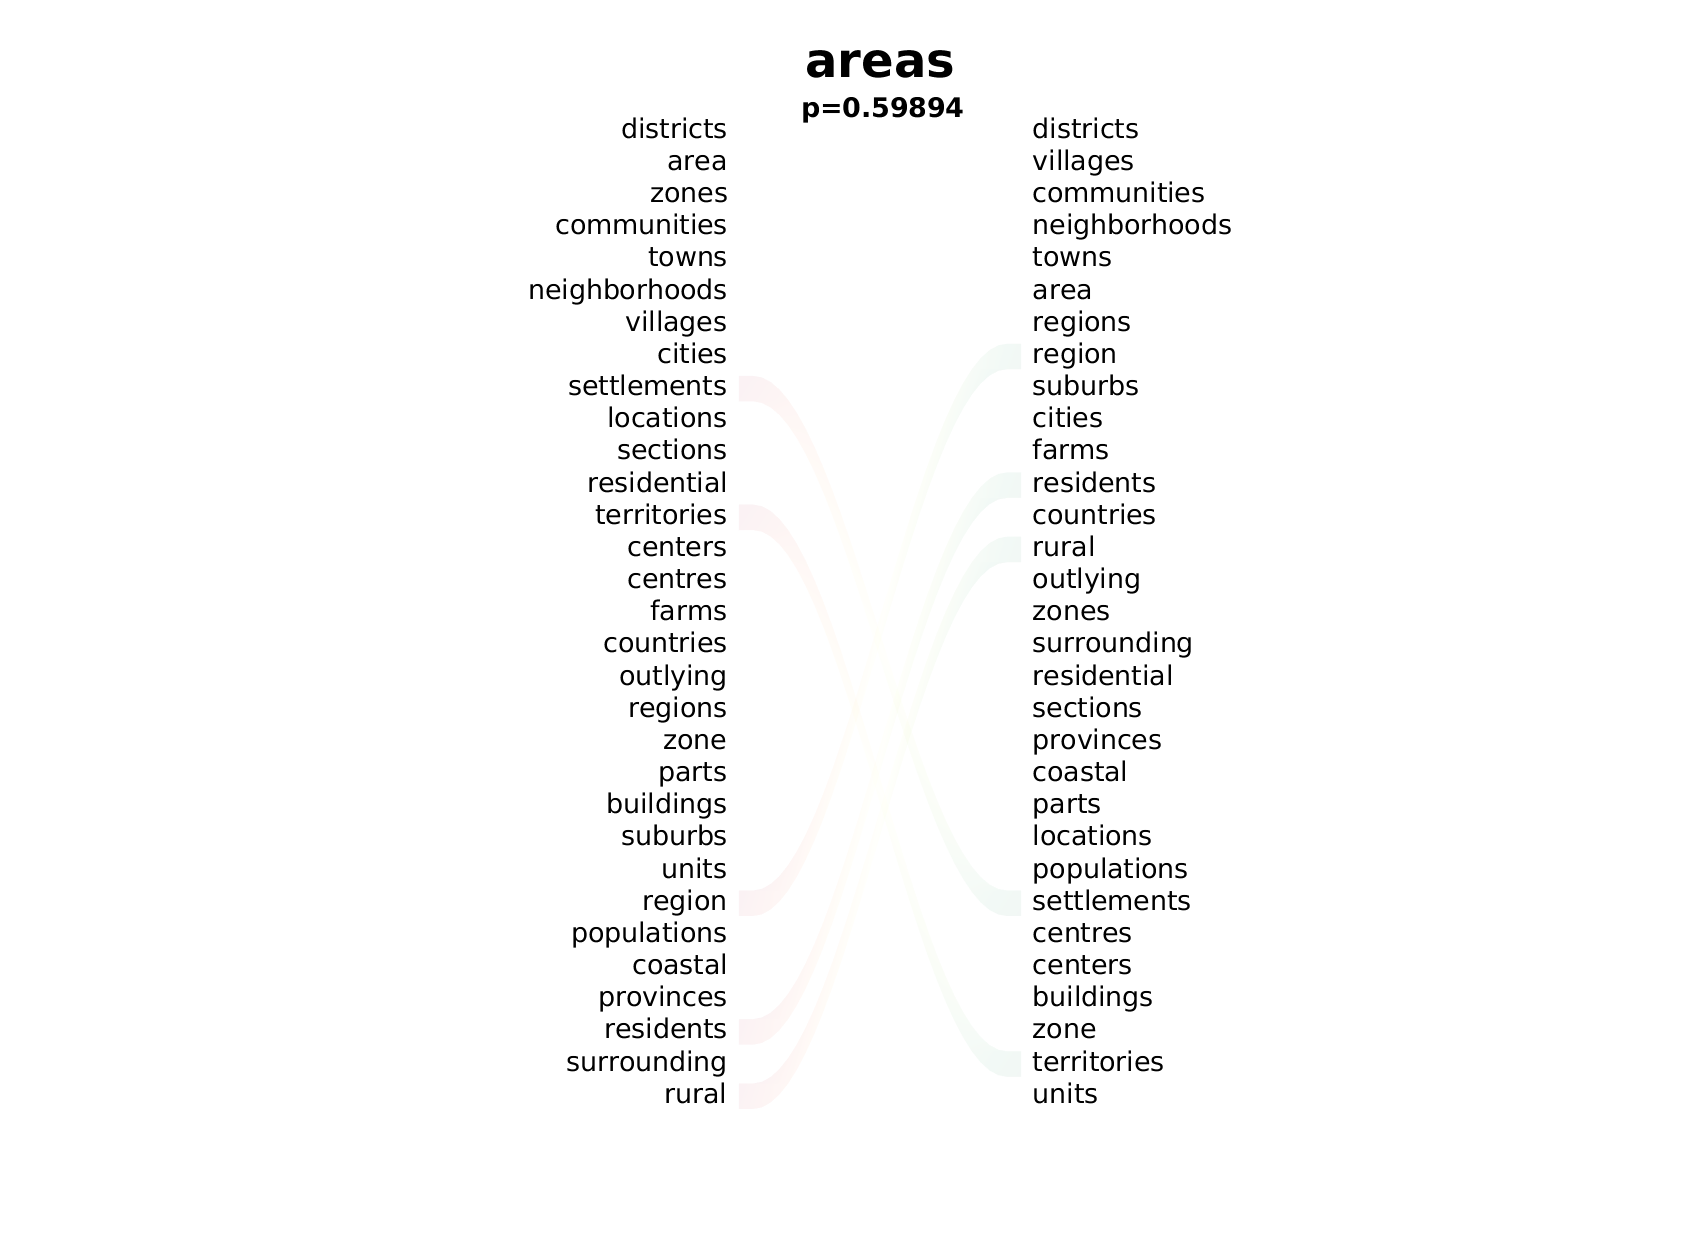 areas
p=0.59894
districts districts
area villages
zones communities
communities neighborhoods
towns towns
neighborhoods area
villages regions
cities region
settlements suburbs
locations cities
sections farms
residential residents
territories countries
centers rural
centres outlying
farms zones
countries surrounding
outlying residential
regions sections
zone provinces
parts coastal
buildings parts
suburbs locations
units populations
region settlements
populations centres
coastal centers
provinces buildings
residents zone
surrounding territories
rural units